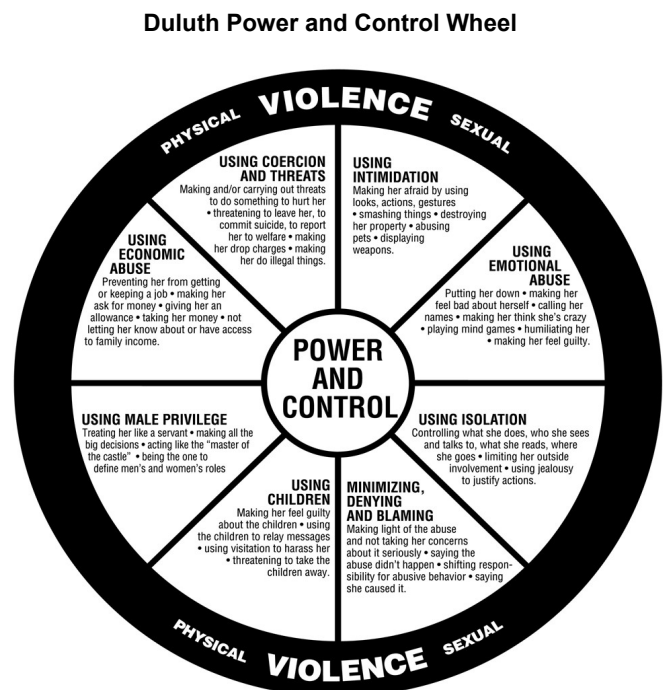 Duluth Power and Control Wheel
PHYSICAL VIOLENCE SEXUAL
USING COERCION
AND THREATS
Making and/or carrying out threats
to do something to hurt her
• threatening to leave her, to
commit suicide, to report
her to welfare • making
her drop charges • making
her do illegal things.
USING
INTIMIDATION
Making her afraid by using
looks, actions, gestures
• smashing things • destroying
her property • abusing
pets • displaying
weapons.
USING
ECONOMIC
ABUSE
Preventing her from getting
or keeping a job • making her
ask for money • giving her an
allowance • taking her money • not
letting her know about or have access
to family income.
USING
EMOTIONAL
ABUSE
Putting her down • making her
feel bad about herself • calling her
names • making her think she's crazy
• playing mind games • humiliating her
• making her feel guilty.
POWER
AND
CONTROL
USING MALE PRIVILEGE
Treating her like a servant • making all the
big decisions • acting like the “master of
the castle” • being the one to
define men's and women's roles
USING ISOLATION
Controlling what she does, who she sees
and talks to, what she reads, where
she goes • limiting her outside
involvement • using jealousy
to justify actions.
USING
CHILDREN
Making her feel guilty
about the children • using
the children to relay messages
• using visitation to harass her
• threatening to take the
children away.
MINIMIZING,
DENYING
AND BLAMING
Making light of the abuse
and not taking her concerns
about it seriously • saying the
abuse didn't happen • shifting respon-
sibility for abusive behavior • saying
she caused it.
PHYSICAL VIOLENCE SEXUAL